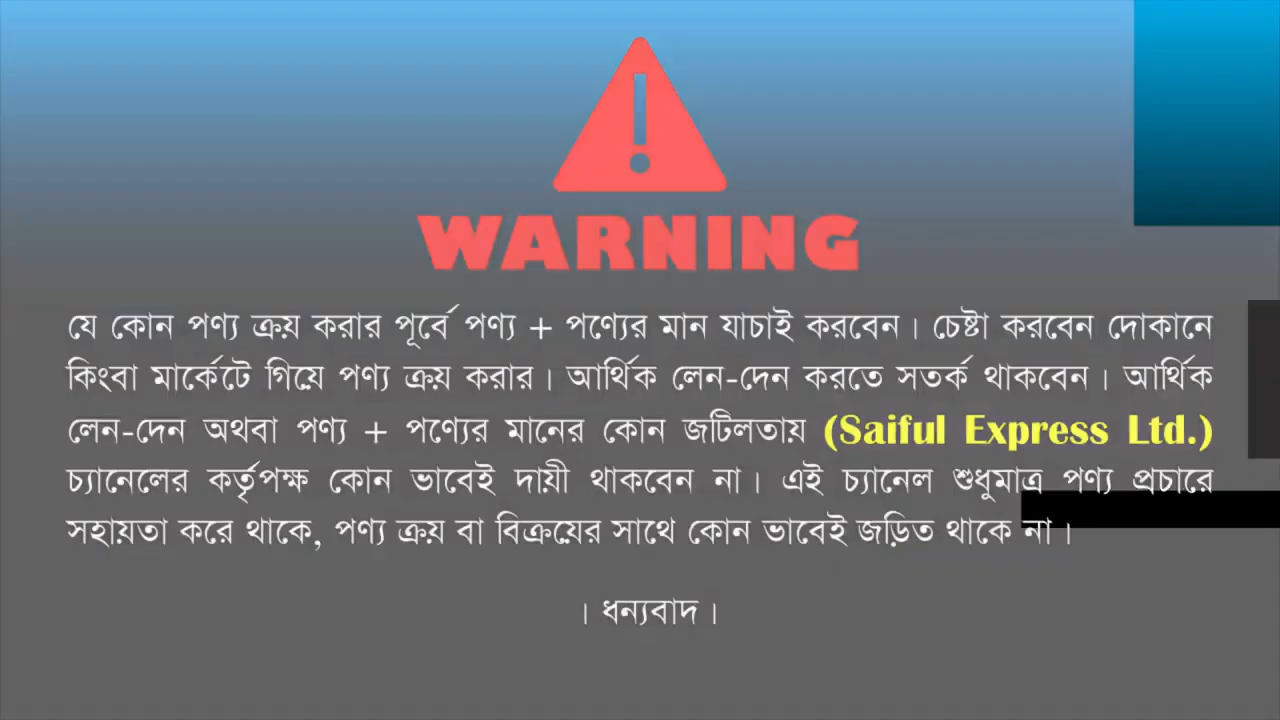 WARNING
যে কোন পণ্য ক্রয় করার পূর্বে পণ্য + পণ্যের মান যাচাই করবেন। চেষ্টা করবেন দোকানে
কিংবা মার্কেটে গিয়ে পণ্য ক্রয় করার। আর্থিক লেন-দেন করতে সতর্ক থাকবেন। আর্থিক
লেন-দেন অথবা পণ্য + পণ্যের মানের কোন জটিলতায় (Saiful Express Ltd.)
চ্যানেলের কর্তৃপক্ষ কোন ভাবেই দায়ী থাকবেন না। এই চ্যানেল শুধুমাত্র পণ্য প্রচারে
সহায়তা করে থাকে, পণ্য ক্রয় বা বিক্রয়ের সাথে কোন ভাবেই জড়িত থাকে না।
। ধন্যবাদ।